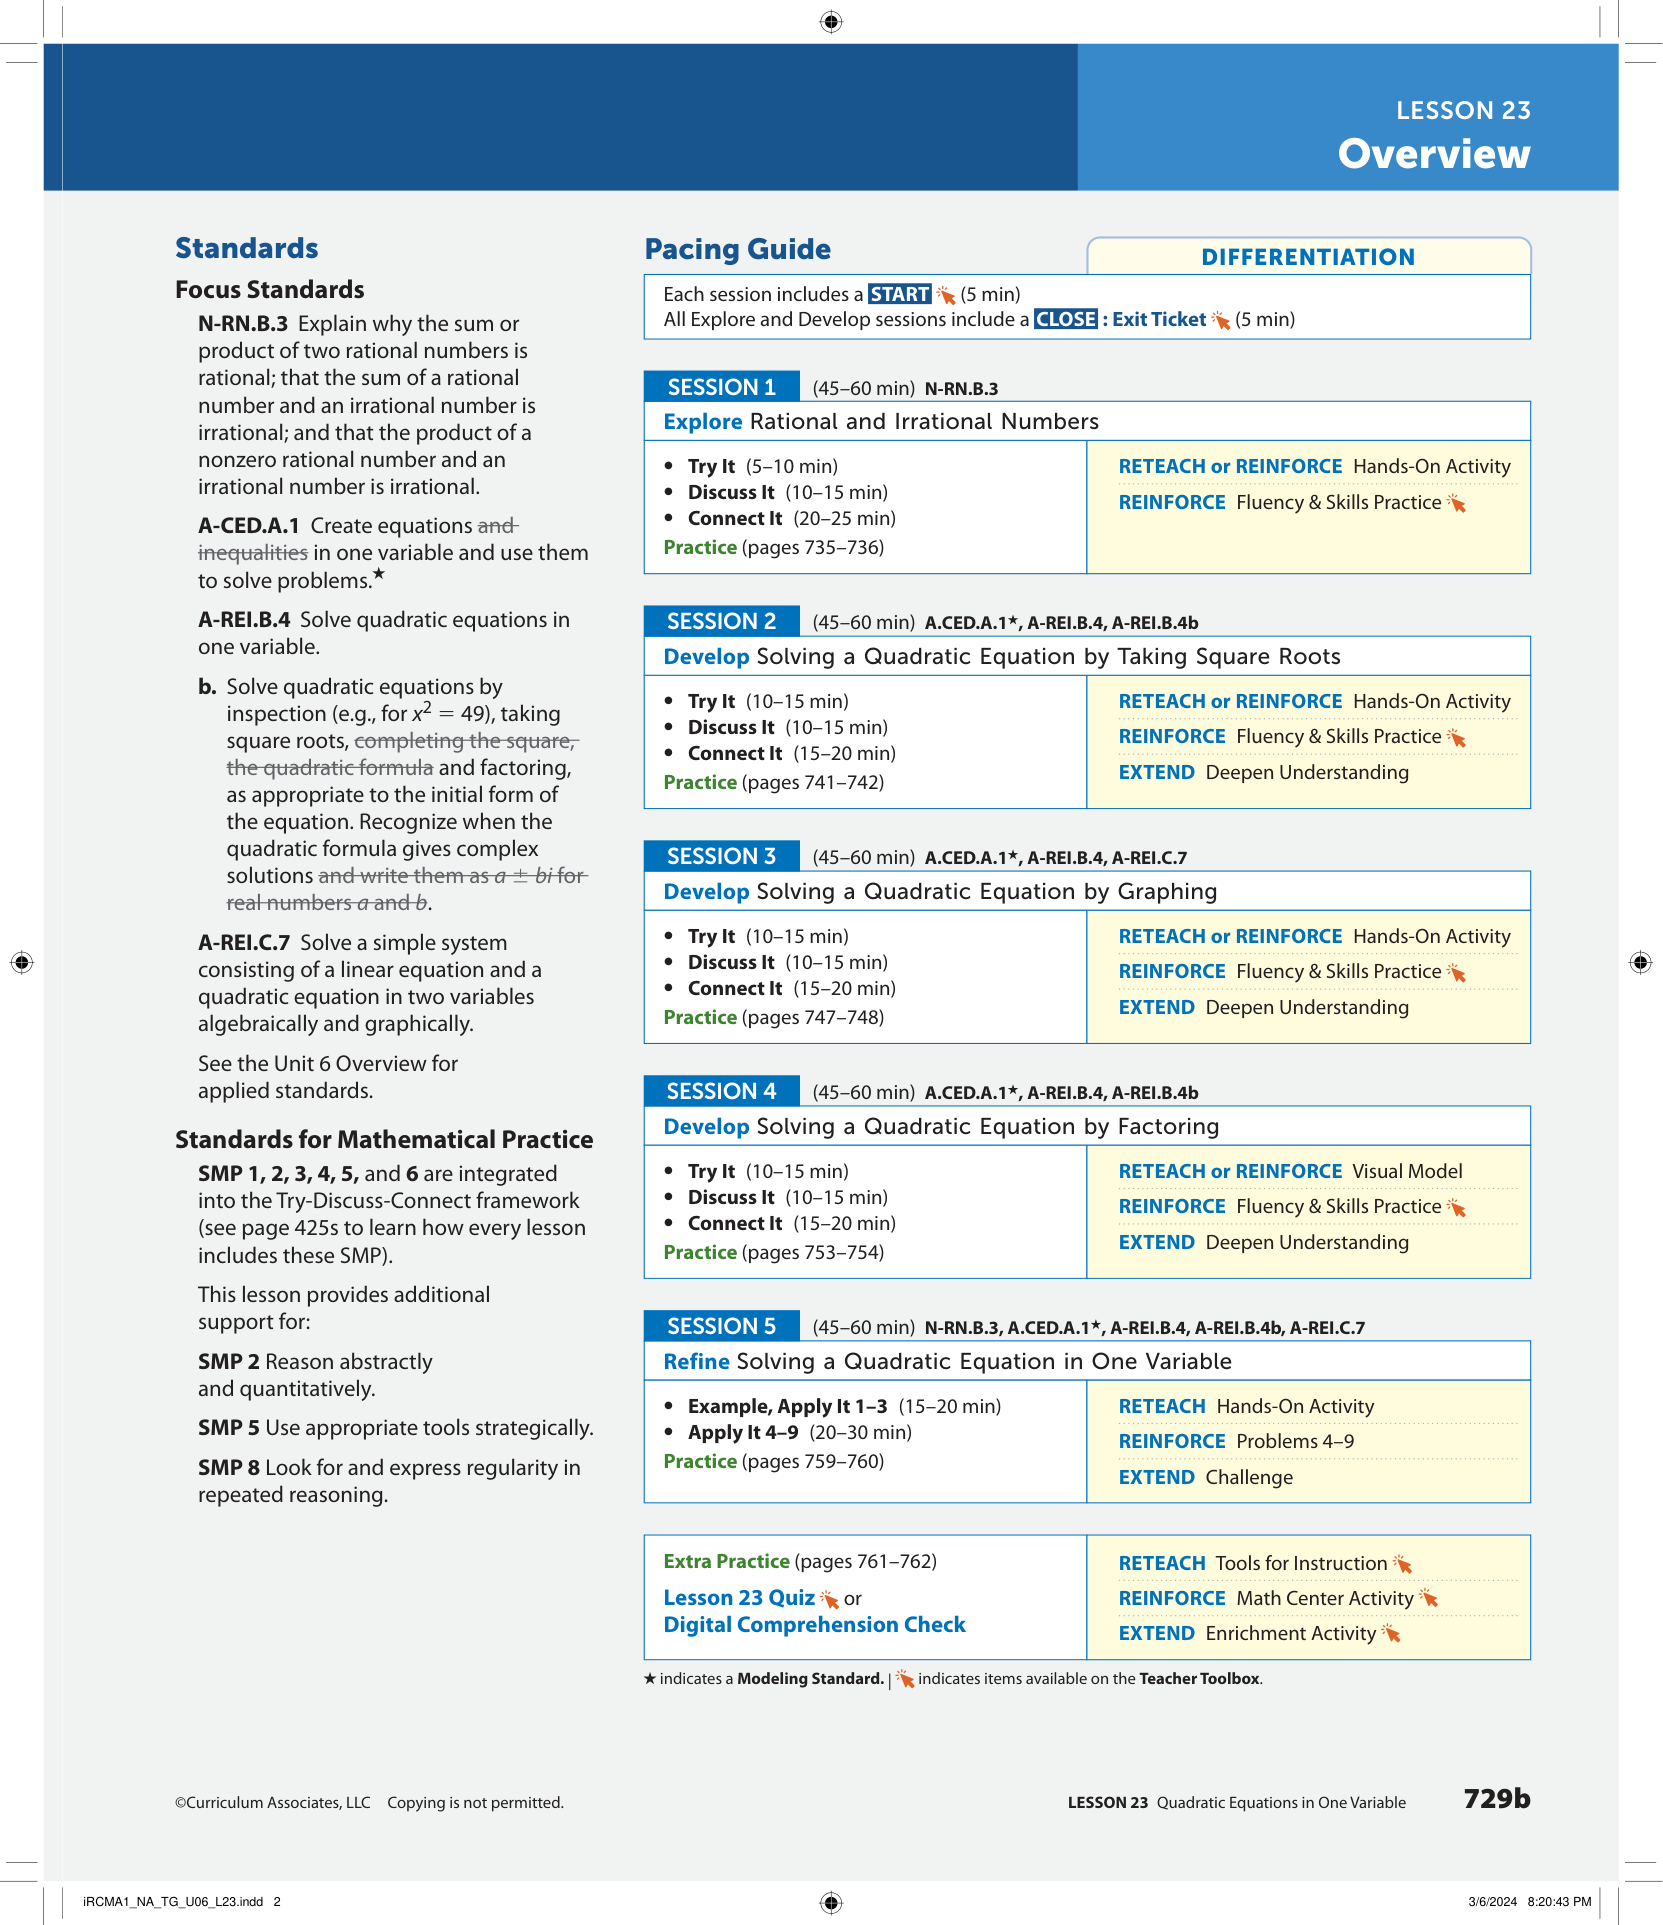 LESSON 23
Overview
Standards
Focus Standards
N-RN.B.3 Explain why the sum or
product of two rational numbers is
rational; that the sum of a rational
number and an irrational number is
irrational; and that the product of a
nonzero rational number and an
irrational number is irrational.
A-CED.A.1 Create equations and
inequalities in one variable and use them
to solve problems.★
A-REI.B.4 Solve quadratic equations in
one variable.
b. Solve quadratic equations by
inspection (e.g., for x² = 49), taking
square roots, completing the square,
the quadratic formula and factoring,
as appropriate to the initial form of
the equation. Recognize when the
quadratic formula gives complex
solutions and write them as a ± bi for
real numbers a and b.
A-REI.C.7 Solve a simple system
consisting of a linear equation and a
quadratic equation in two variables
algebraically and graphically.
See the Unit 6 Overview for
applied standards.
Standards for Mathematical Practice
SMP 1, 2, 3, 4, 5, and 6 are integrated
into the Try-Discuss-Connect framework
(see page 425s to learn how every lesson
includes these SMP).
This lesson provides additional
support for:
SMP 2 Reason abstractly
and quantitatively.
SMP 5 Use appropriate tools strategically.
SMP 8 Look for and express regularity in
repeated reasoning.
Pacing Guide
DIFFERENTIATION
Each session includes a START (5 min)
All Explore and Develop sessions include a CLOSE : Exit Ticket (5 min)
SESSION 1 (45–60 min) N-RN.B.3
Explore Rational and Irrational Numbers
• Try It (5–10 min)
• Discuss It (10–15 min)
• Connect It (20–25 min)
Practice (pages 735–736)
RETEACH or REINFORCE Hands-On Activity
REINFORCE Fluency & Skills Practice
SESSION 2 (45–60 min) A.CED.A.1★, A-REI.B.4, A-REI.B.4b
Develop Solving a Quadratic Equation by Taking Square Roots
• Try It (10–15 min)
• Discuss It (10–15 min)
• Connect It (15–20 min)
Practice (pages 741–742)
RETEACH or REINFORCE Hands-On Activity
REINFORCE Fluency & Skills Practice
EXTEND Deepen Understanding
SESSION 3 (45–60 min) A.CED.A.1★, A-REI.B.4, A-REI.C.7
Develop Solving a Quadratic Equation by Graphing
• Try It (10–15 min)
• Discuss It (10–15 min)
• Connect It (15–20 min)
Practice (pages 747–748)
RETEACH or REINFORCE Hands-On Activity
REINFORCE Fluency & Skills Practice
EXTEND Deepen Understanding
SESSION 4 (45–60 min) A.CED.A.1★, A-REI.B.4, A-REI.B.4b
Develop Solving a Quadratic Equation by Factoring
• Try It (10–15 min)
• Discuss It (10–15 min)
• Connect It (15–20 min)
Practice (pages 753–754)
RETEACH or REINFORCE Visual Model
REINFORCE Fluency & Skills Practice
EXTEND Deepen Understanding
SESSION 5 (45–60 min) N-RN.B.3, A.CED.A.1★, A-REI.B.4, A-REI.B.4b, A-REI.C.7
Refine Solving a Quadratic Equation in One Variable
• Example, Apply It 1–3 (15–20 min)
• Apply It 4–9 (20–30 min)
Practice (pages 759–760)
RETEACH Hands-On Activity
REINFORCE Problems 4–9
EXTEND Challenge
Extra Practice (pages 761–762)
Lesson 23 Quiz or
Digital Comprehension Check
RETEACH Tools for Instruction
REINFORCE Math Center Activity
EXTEND Enrichment Activity
★ indicates a Modeling Standard. | indicates items available on the Teacher Toolbox.
©Curriculum Associates, LLC Copying is not permitted.
LESSON 23 Quadratic Equations in One Variable 729b
iRCMA1_NA_TG_U06_L23.indd 2
3/6/2024 8:20:43 PM